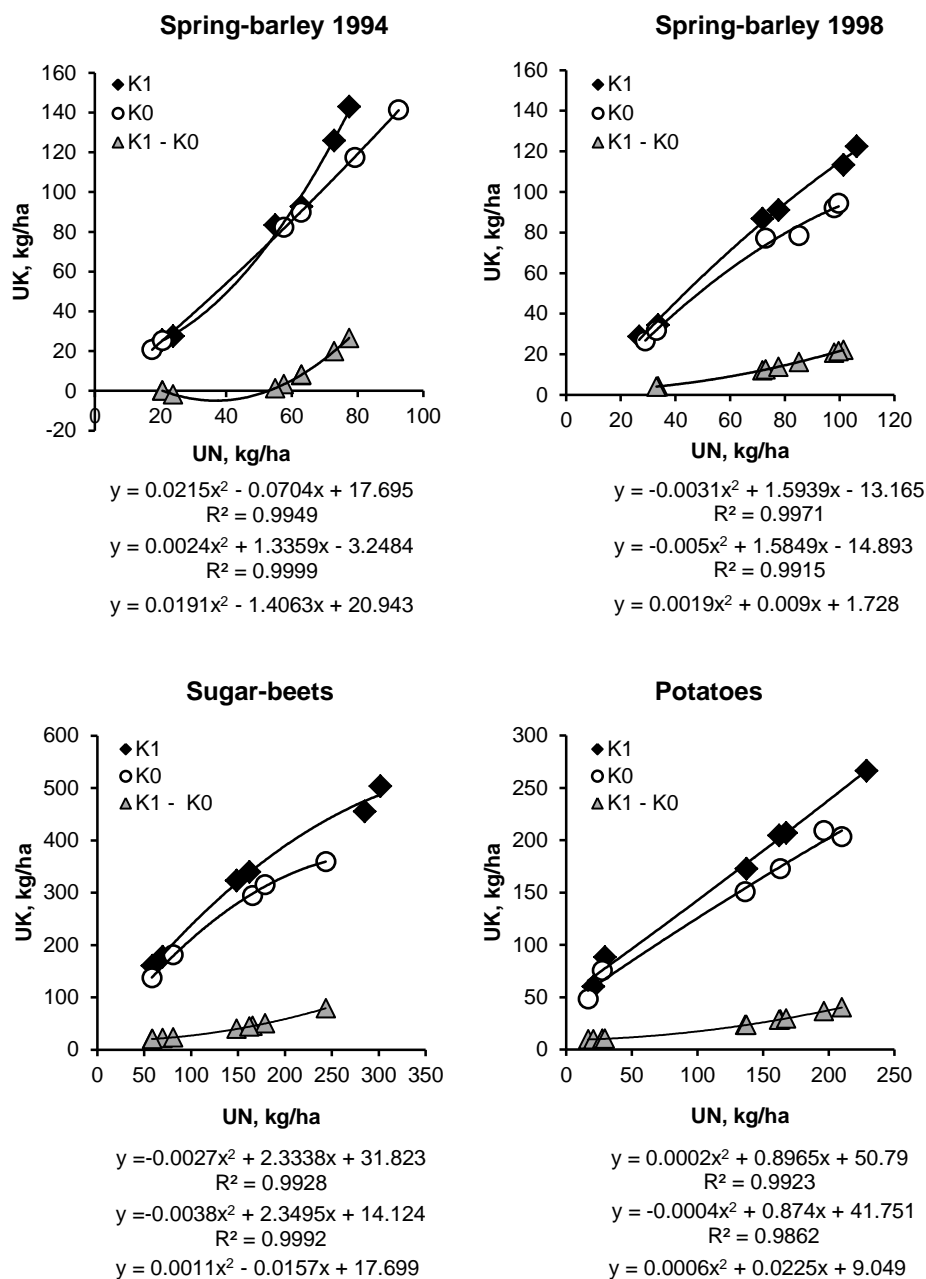 Spring-barley 1994
160
140
120
100
80
60
40
20
0
-20
0 20 40 60 80 100
UK, kg/ha
UN, kg/ha
K1
K0
K1 - K0
y = 0.0215x² - 0.0704x + 17.695
R² = 0.9949
y = 0.0024x² + 1.3359x - 3.2484
R² = 0.9999
y = 0.0191x² - 1.4063x + 20.943
Spring-barley 1998
160
140
120
100
80
60
40
20
0
0 20 40 60 80 100 120
UK, kg/ha
UN, kg/ha
K1
K0
K1 - K0
y = -0.0031x² + 1.5939x - 13.165
R² = 0.9971
y = -0.005x² + 1.5849x - 14.893
R² = 0.9915
y = 0.0019x² + 0.009x + 1.728
Sugar-beets
600
500
400
300
200
100
0
0 50 100 150 200 250 300 350
UK, kg/ha
UN, kg/ha
K1
K0
K1 - K0
y =-0.0027x² + 2.3338x + 31.823
R² = 0.9928
y =-0.0038x² + 2.3495x + 14.124
R² = 0.9992
y = 0.0011x² - 0.0157x + 17.699
Potatoes
300
250
200
150
100
50
0
0 50 100 150 200 250
UK, kg/ha
UN, kg/ha
K1
K0
K1 - K0
y = 0.0002x² + 0.8965x + 50.79
R² = 0.9923
y = -0.0004x² + 0.874x + 41.751
R² = 0.9862
y = 0.0006x² + 0.0225x + 9.049